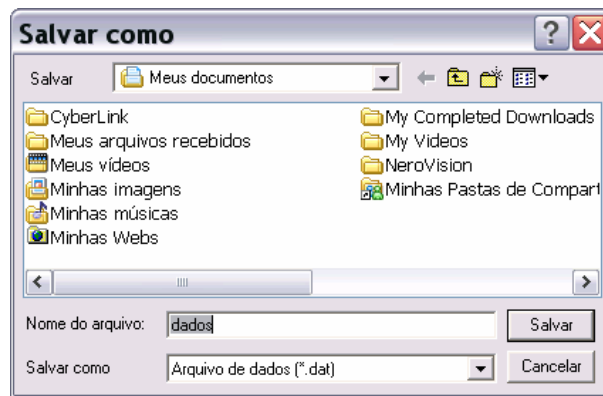 Salvar como
Salvar
Meus documentos
CyberLink
Meus arquivos recebidos
Meus vídeos
Minhas imagens
Minhas músicas
Minhas Webs
My Completed Downloads
My Videos
NeroVision
Minhas Pastas de Compart
Nome do arquivo: dados Salvar
Salvar como Arquivo de dados (*.dat) Cancelar